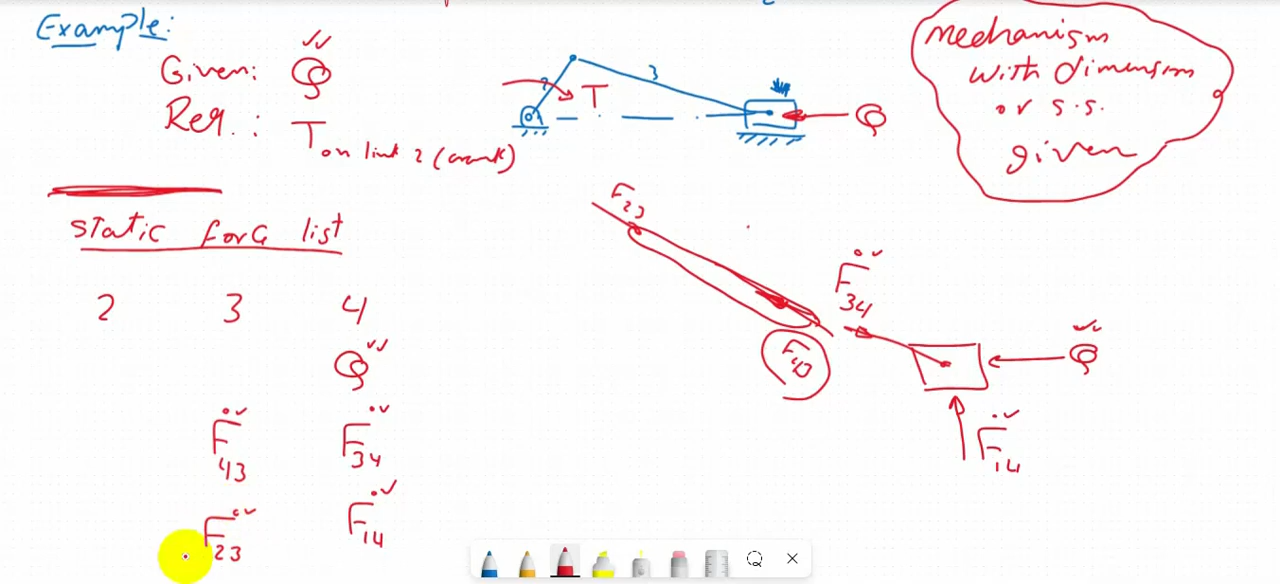 Example:
Given: Q
Req.: T on link 2 (crank)
2
3
T
Q
mechanism
with dimension
or s.s.
given
static force list
2 3 4
Q
F43 F34
F23 F14
F23
F43
F34
Q
F14